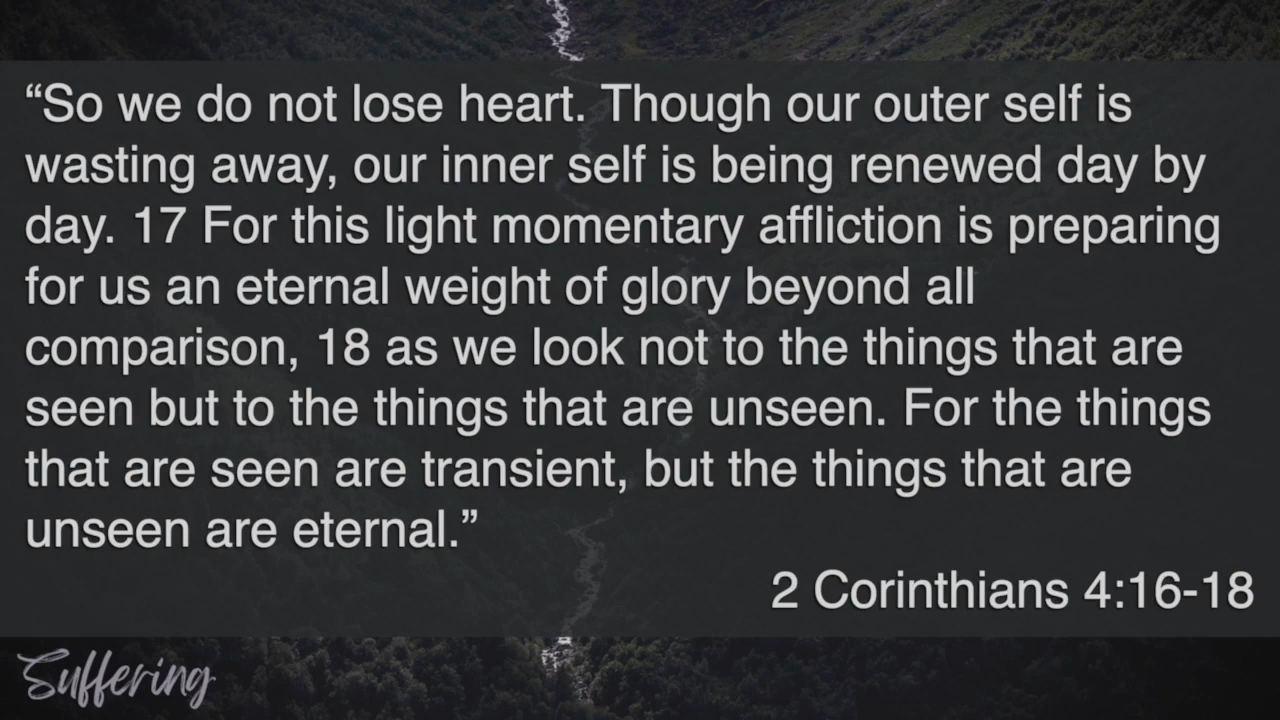 “So we do not lose heart. Though our outer self is
wasting away, our inner self is being renewed day by
day. 17 For this light momentary affliction is preparing
for us an eternal weight of glory beyond all
comparison, 18 as we look not to the things that are
seen but to the things that are unseen. For the things
that are seen are transient, but the things that are
unseen are eternal.”
2 Corinthians 4:16-18
Suffering